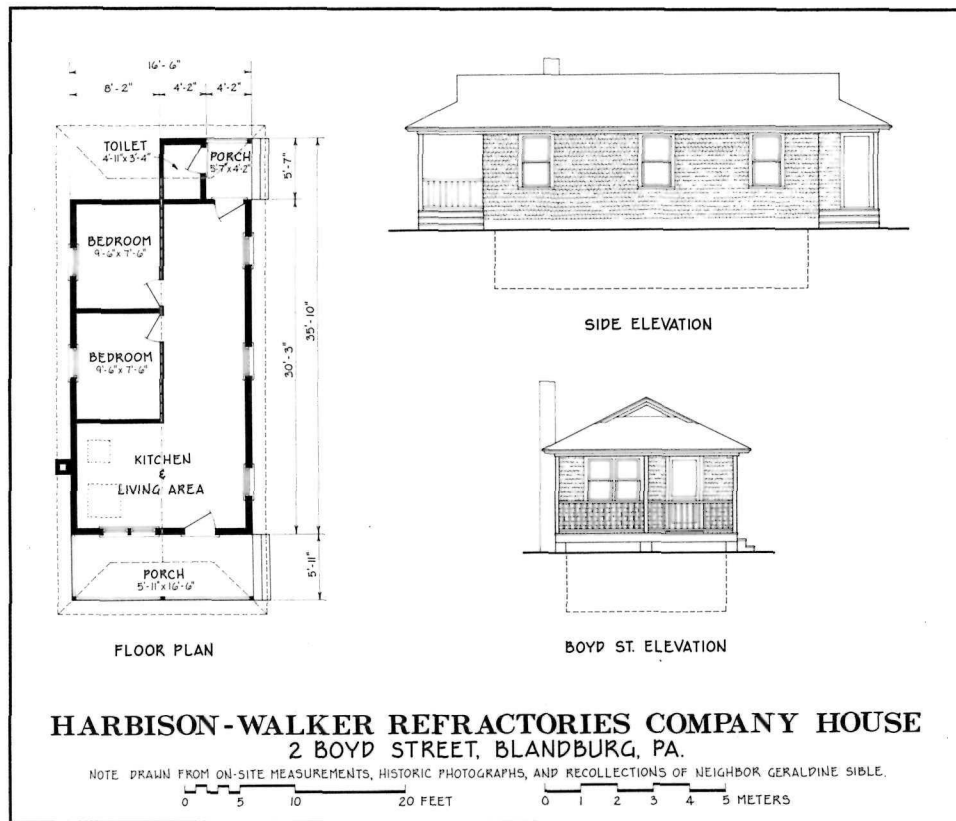 16'-6"
8'-2" 4'-2" 4'-2"
TOILET
4'-11"x 3'-4"
PORCH
5'-7"x 4'-2"
5'-7"
BEDROOM
9'-6"x 7'-6"
BEDROOM
9'-6"x 7'-6"
30'-3"
35'-10"
KITCHEN
&
LIVING AREA
PORCH
5'-11"x 16'-6"
5'-11"
FLOOR PLAN
SIDE ELEVATION
BOYD ST. ELEVATION
HARBISON-WALKER REFRACTORIES COMPANY HOUSE
2 BOYD STREET, BLANDBURG, PA.
NOTE DRAWN FROM ON-SITE MEASUREMENTS, HISTORIC PHOTOGRAPHS, AND RECOLLECTIONS OF NEIGHBOR GERALDINE SIBLE.
0 5 10 20 FEET
0 1 2 3 4 5 METERS